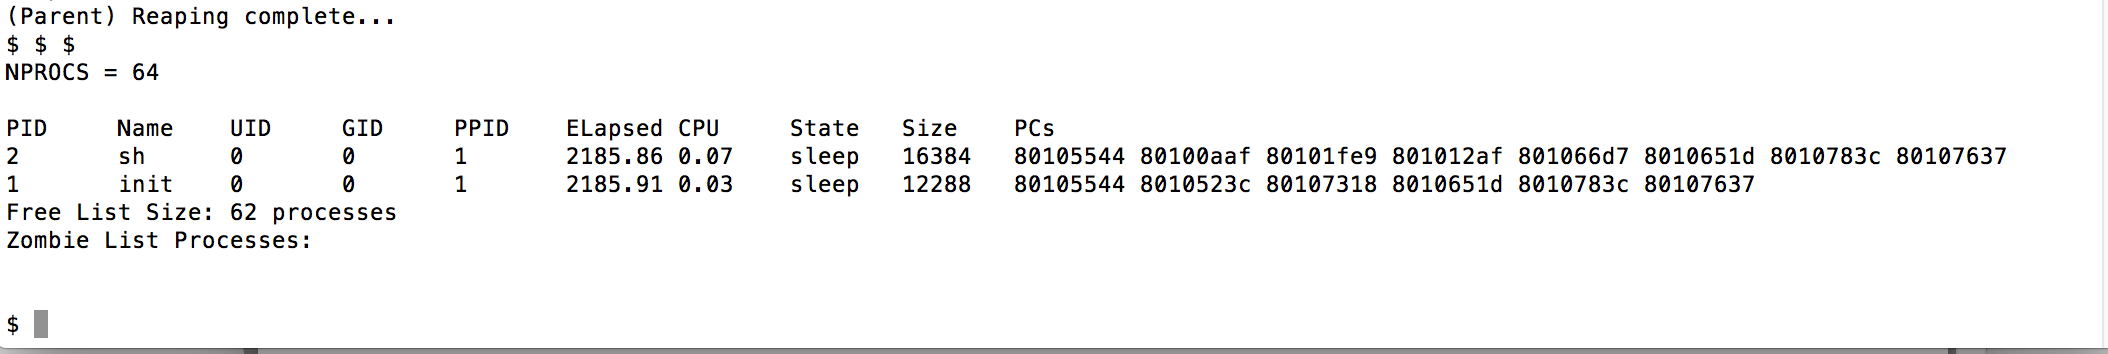 (Parent) Reaping complete...
$ $ $
NPROCS = 64
PID Name UID GID PPID ELapsed CPU State Size PCs
2 sh 0 0 1 2185.86 0.07 sleep 16384 80105544 80100aaf 80101fe9 801012af 801066d7 8010651d 8010783c 80107637
1 init 0 0 1 2185.91 0.03 sleep 12288 80105544 8010523c 80107318 8010651d 8010783c 80107637
Free List Size: 62 processes
Zombie List Processes:
$